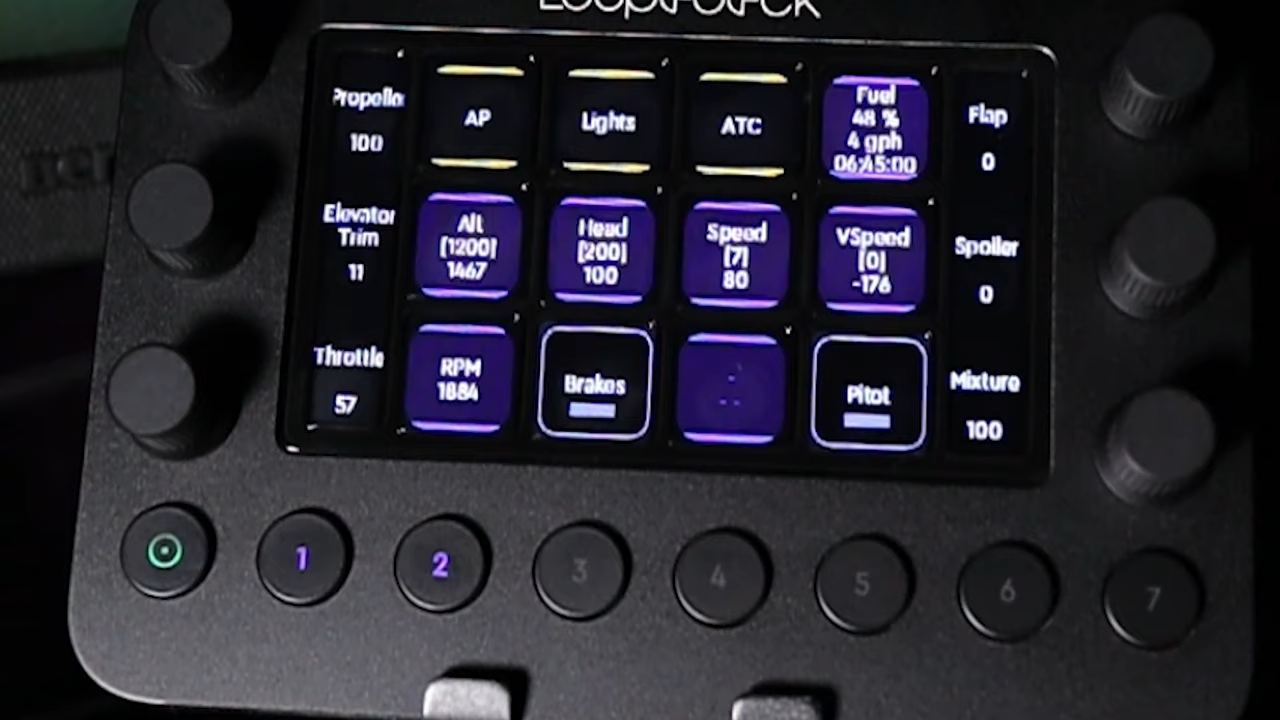 Loupedeck
Propeller
100
AP
Lights
ATC
Fuel
48 %
4 gph
06:45:00
Flap
0
Elevator
Trim
11
Alt
[1200]
1467
Head
[200]
100
Speed
[7]
80
VSpeed
[0]
-176
Spoiler
0
Throttle
57
RPM
1884
Brakes
Pitot
Mixture
100
1
2
3
4
5
6
7